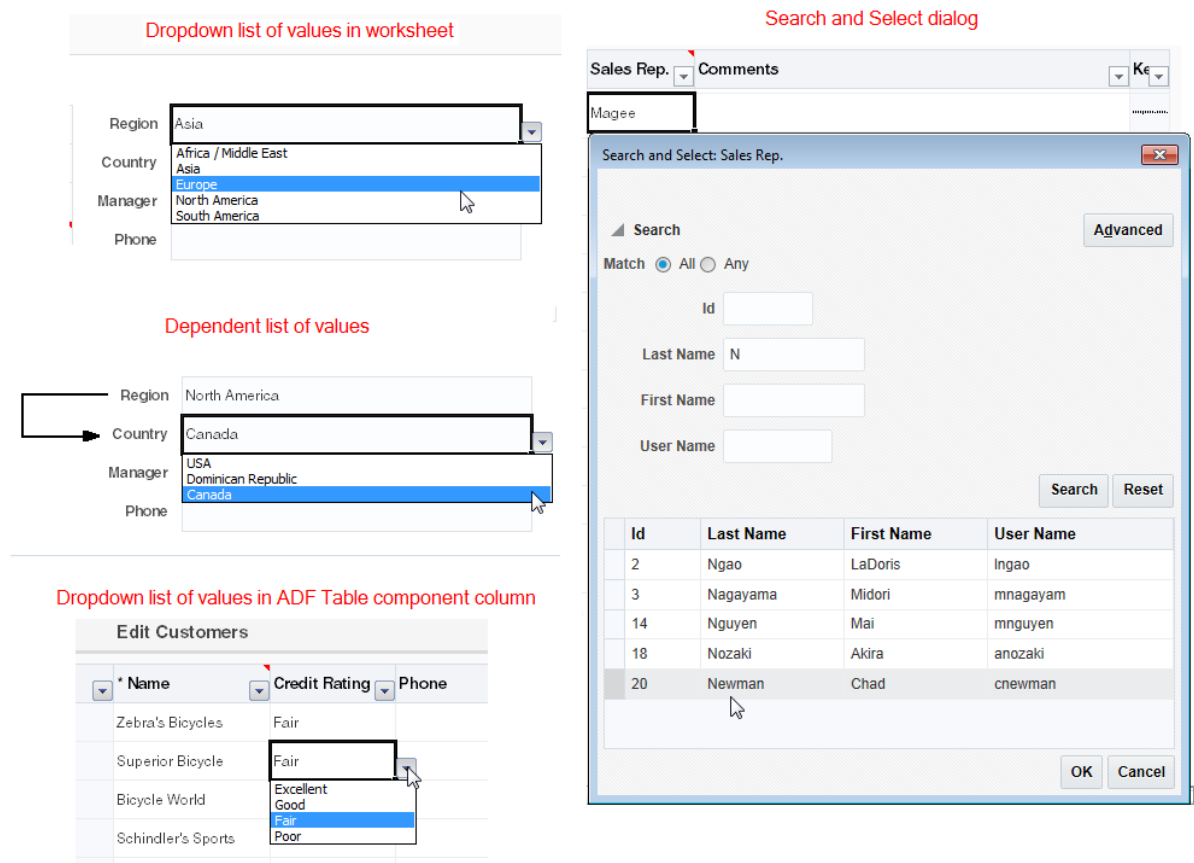 Dropdown list of values in worksheet
Region Asia
Africa / Middle East
Country Asia
Europe
Manager North America
South America
Phone
Dependent list of values
Region North America
Country Canada
USA
Manager Dominican Republic
Canada
Phone
Dropdown list of values in ADF Table component column
Edit Customers
* Name Credit Rating Phone
Zebra's Bicycles Fair
Superior Bicycle Fair
Excellent
Bicycle World Good
Fair
Schindler's Sports Poor
Search and Select dialog
Sales Rep. Comments Ke
Magee
Search and Select: Sales Rep.
Search Advanced
Match All Any
Id
Last Name N
First Name
User Name
Search Reset
Id Last Name First Name User Name
2 Ngao LaDoris lngao
3 Nagayama Midori mnagayam
14 Nguyen Mai mnguyen
18 Nozaki Akira anozaki
20 Newman Chad cnewman
OK Cancel